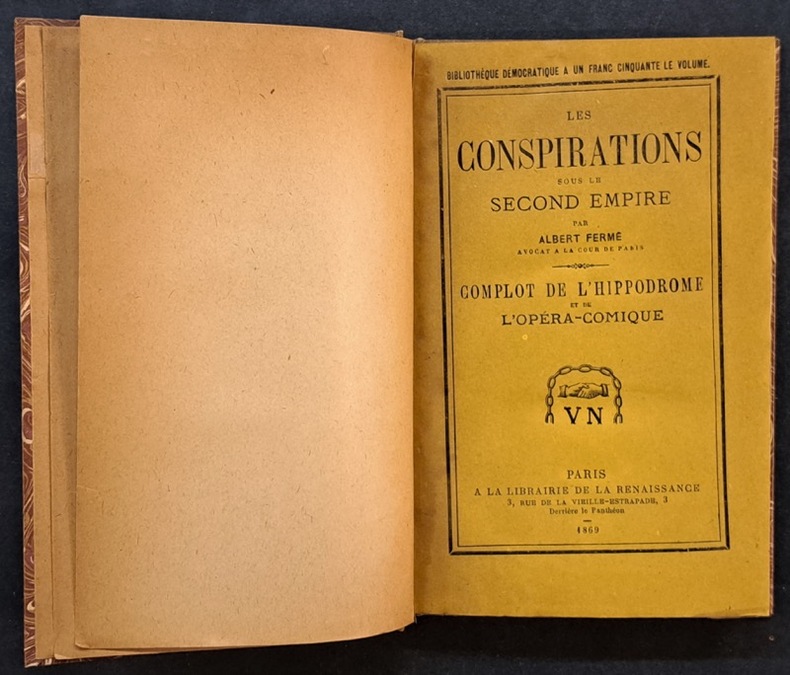 BIBLIOTHÈQUE DÉMOCRATIQUE A UN FRANC CINQUANTE LE VOLUME.
LES
CONSPIRATIONS
SOUS LE
SECOND EMPIRE
PAR
ALBERT FERMÉ
AVOCAT A LA COUR DE PARIS
COMPLOT DE L'HIPPODROME
ET DE
L'OPÉRA-COMIQUE
VN
PARIS
A LA LIBRAIRIE DE LA RENAISSANCE
3, RUE DE LA VIEILLE-ESTRAPADE, 3
Derrière le Panthéon
1869